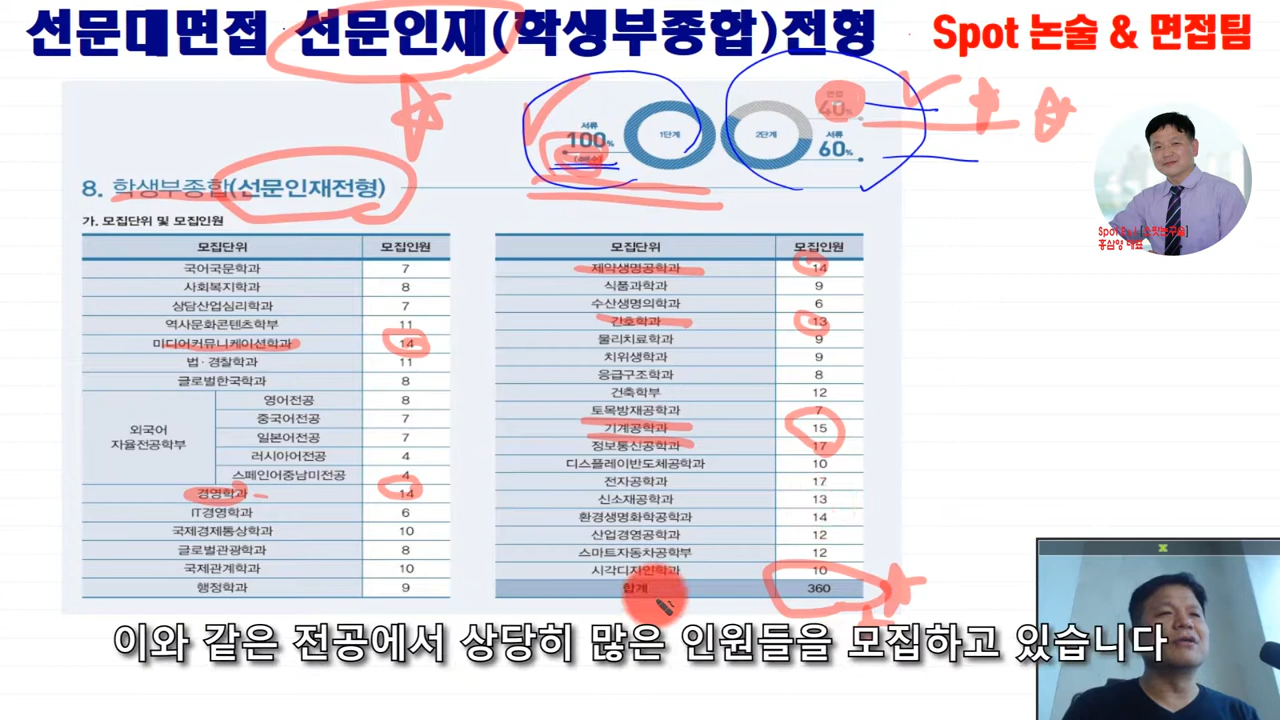 선문대면접 선문인재(학생부종합)전형
Spot 논술 & 면접팀
서류
100%
(4배수)
1단계
2단계
면접
40%
서류
60%
홍삼영 대표
8. 학생부종합(선문인재전형)
가. 모집단위 및 모집인원
모집단위 모집인원
국어국문학과 7
사회복지학과 8
상담산업심리학과 7
역사문화콘텐츠학부 11
미디어커뮤니케이션학과 14
법·경찰학과 11
글로벌한국학과 8
외국어
자율전공학부
영어전공 8
중국어전공 7
일본어전공 7
러시아어전공 4
스페인어중남미전공 4
경영학과 14
IT경영학과 6
국제경제통상학과 10
글로벌관광학과 8
국제관계학과 10
행정학과 9
모집단위 모집인원
제약생명공학과 14
식품과학과 9
수산생명의학과 6
간호학과 13
물리치료학과 9
치위생학과 9
응급구조학과 8
건축학부 12
토목방재공학과 7
기계공학과 15
정보통신공학과 17
디스플레이반도체공학과 10
전자공학과 17
신소재공학과 13
환경생명화학공학과 14
산업경영공학과 12
스마트자동차공학부 12
시각디자인학과 10
합계 360
이와 같은 전공에서 상당히 많은 인원들을 모집하고 있습니다